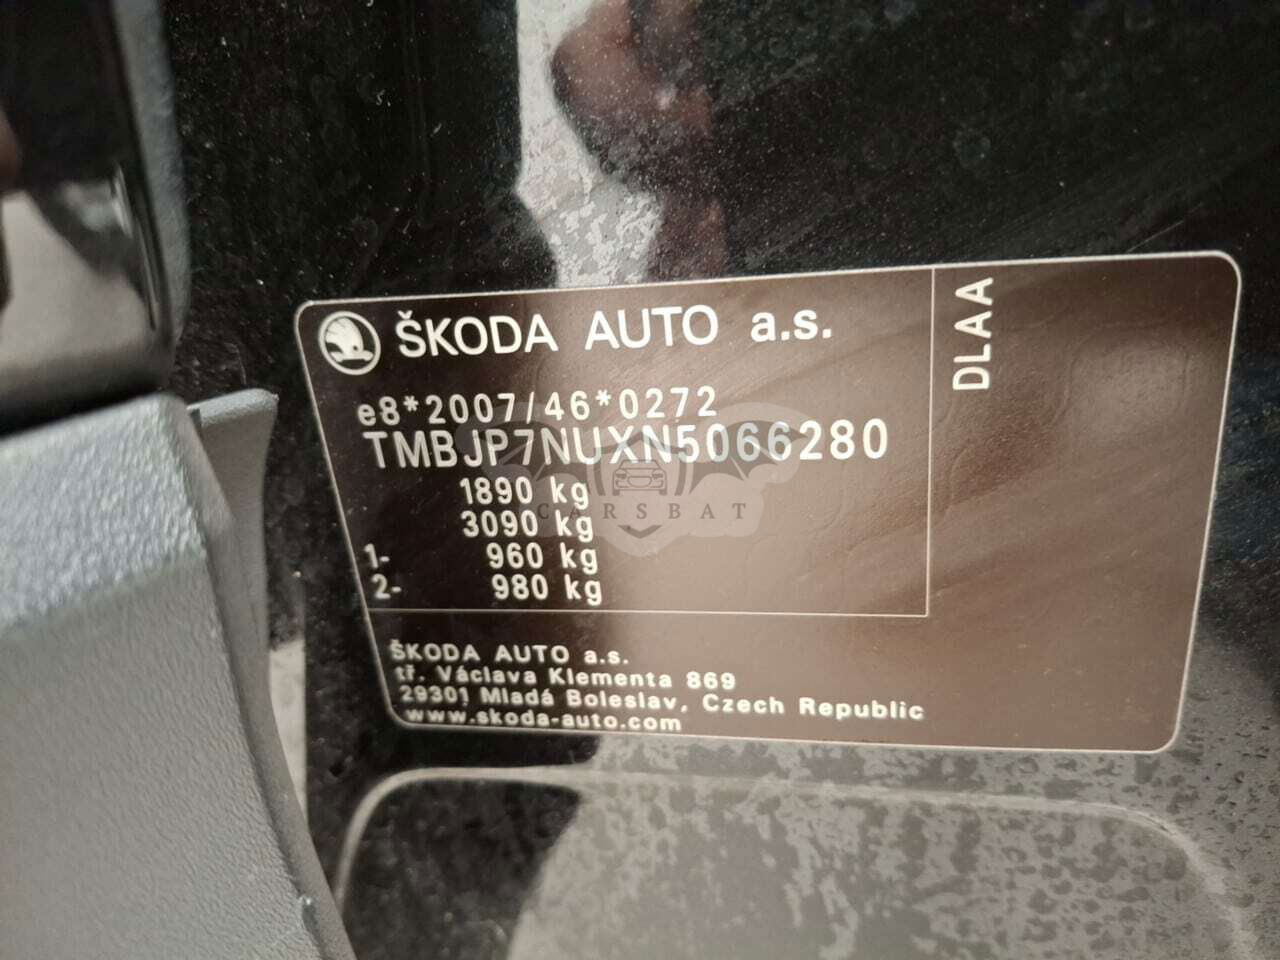 ŠKODA AUTO a.s.
DLAA
e8*2007/46*0272
TMBJP7NUXN5066280
1890 kg
3090 kg
1- 960 kg
2- 980 kg
CARSBAT
ŠKODA AUTO a.s.
tř. Václava Klementa 869
29301 Mladá Boleslav, Czech Republic
www.skoda-auto.com